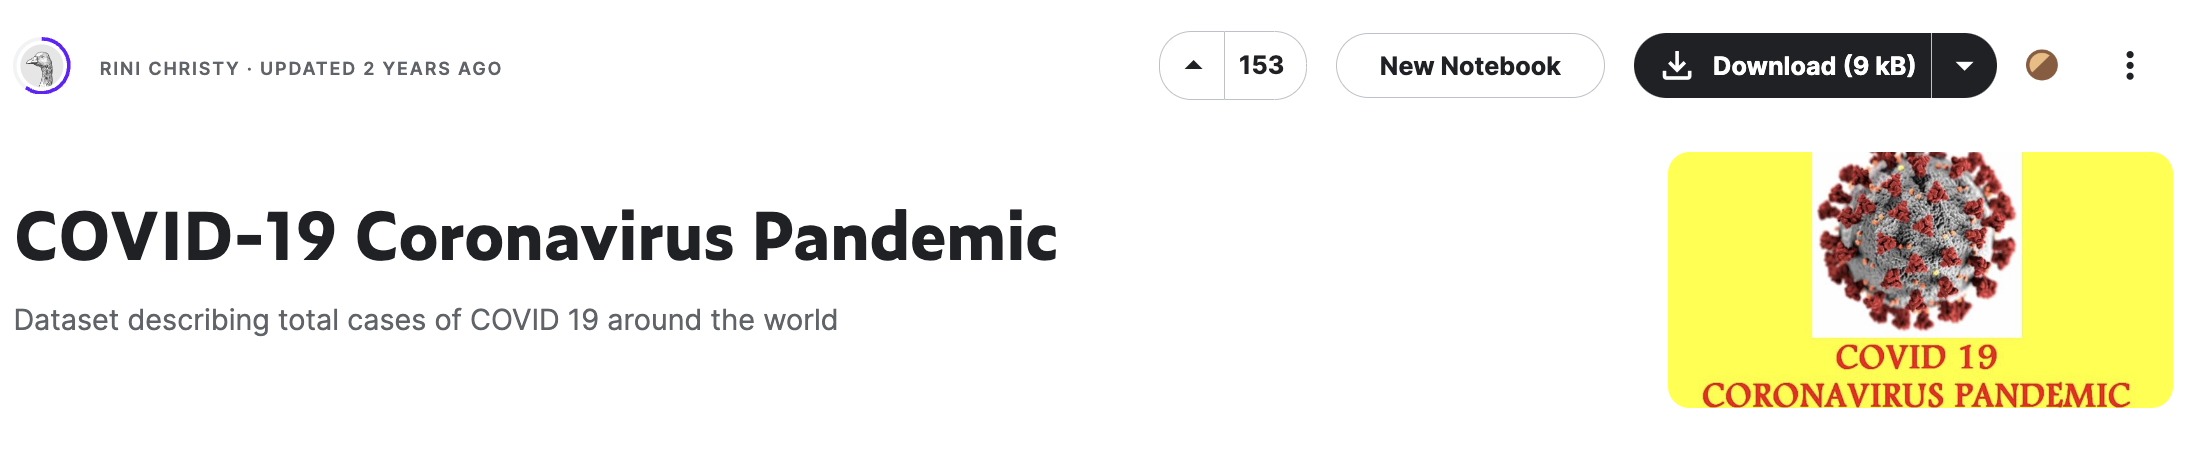 RINI CHRISTY · UPDATED 2 YEARS AGO
153
New Notebook
Download (9 kB)
COVID-19 Coronavirus Pandemic
Dataset describing total cases of COVID 19 around the world
COVID 19
CORONAVIRUS PANDEMIC